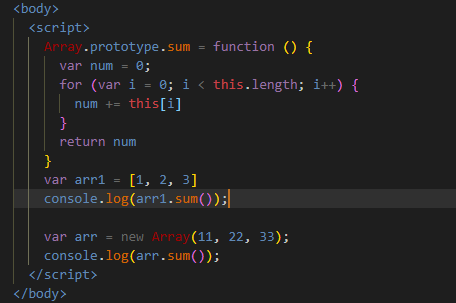 <body>
<script>
Array.prototype.sum = function () {
var num = 0;
for (var i = 0; i < this.length; i++) {
num += this[i]
}
return num
}
var arr1 = [1, 2, 3]
console.log(arr1.sum());
var arr = new Array(11, 22, 33);
console.log(arr.sum());
</script>
</body>